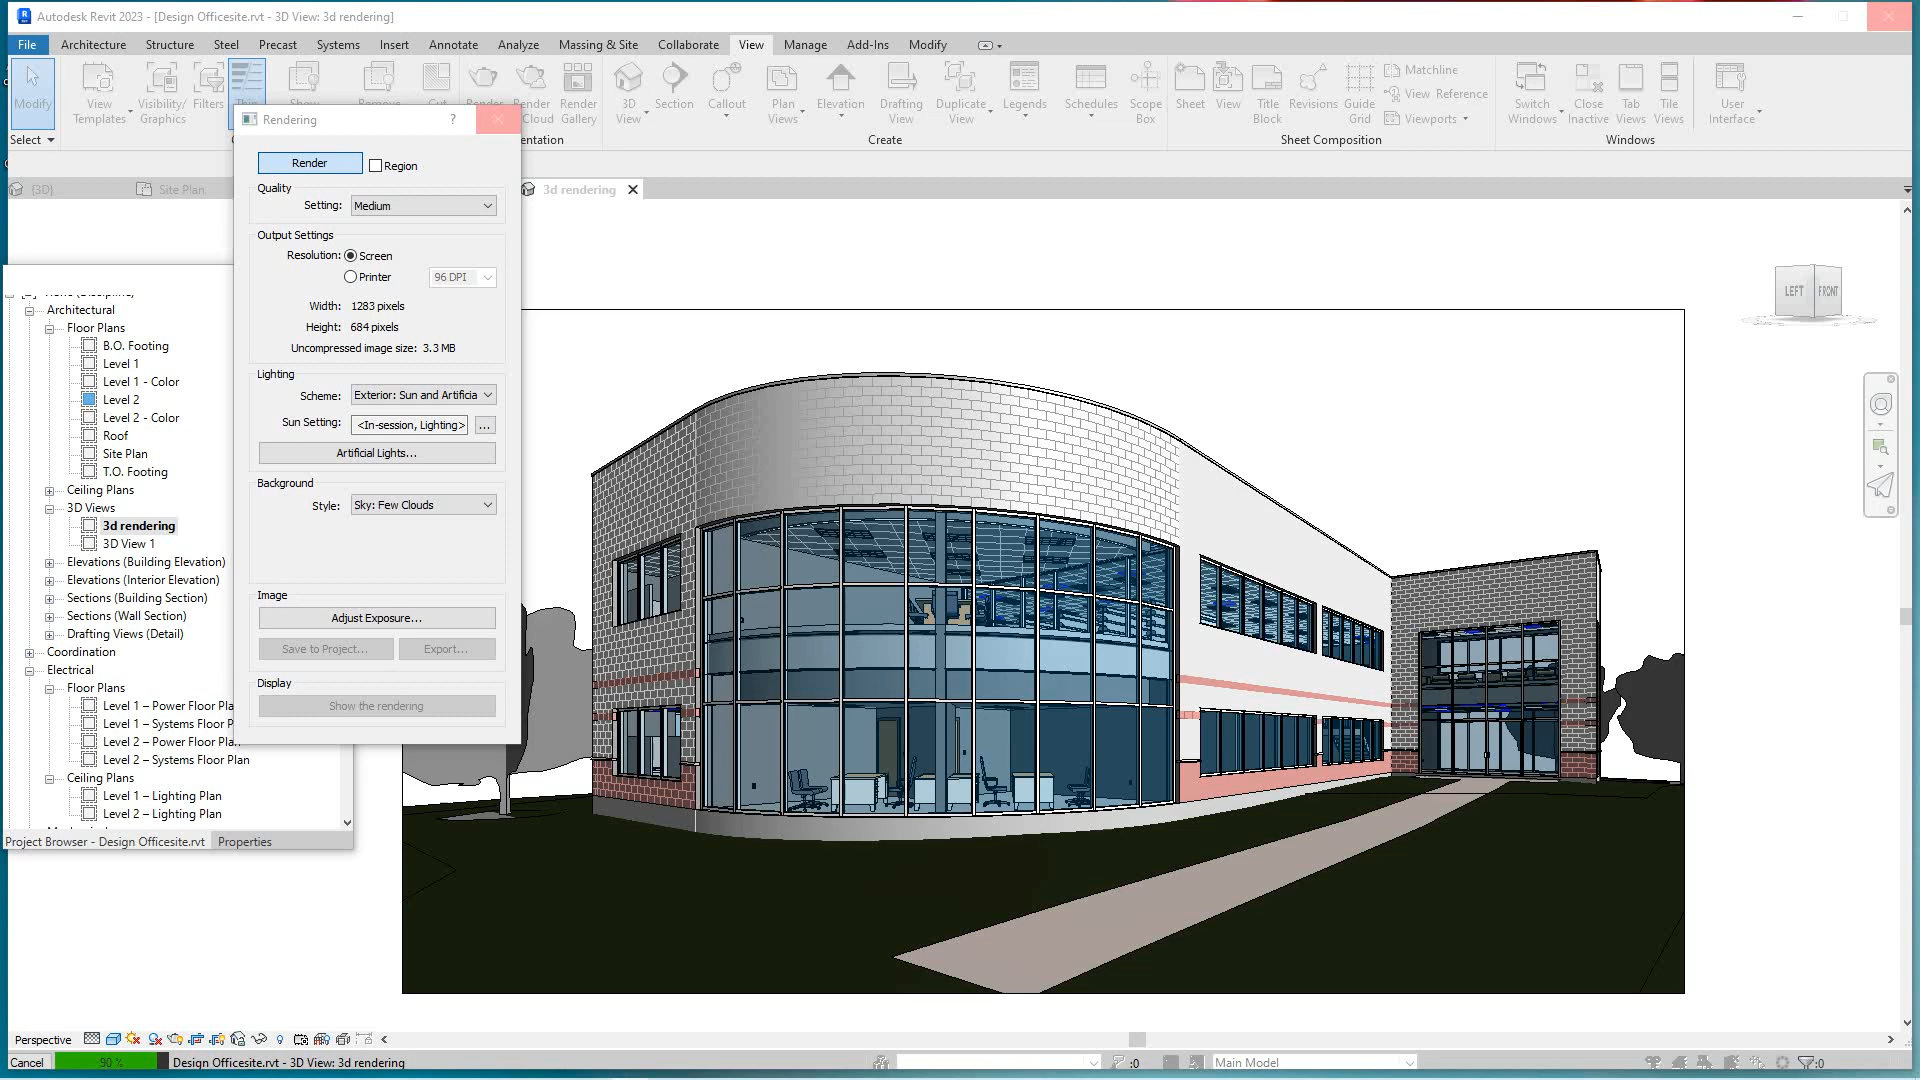 Autodesk Revit 2023 - [Design Officesite.rvt - 3D View: 3d rendering]
File Architecture Structure Steel Precast Systems Insert Annotate Analyze Massing & Site Collaborate View Manage Add-Ins Modify
Modify
View Templates
Visibility/ Graphics
Filters
Render
Render Cloud
Render Gallery
3D View
Section
Callout
Plan Views
Elevation
Drafting View
Duplicate View
Legends
Schedules
Scope Box
Sheet
View
Title Block
Revisions
Guide Grid
Matchline
View Reference
Viewports
Switch Windows
Close Inactive
Tab Views
Tile Views
User Interface
Select
entation
Create
Sheet Composition
Windows
{3D}
Site Plan
3d rendering
Rendering
?
Render
Region
Quality
Setting: Medium
Output Settings
Resolution: Screen
Printer
96 DPI
Width: 1283 pixels
Height: 684 pixels
Uncompressed image size: 3.3 MB
Lighting
Scheme: Exterior: Sun and Artificia
Sun Setting: <In-session, Lighting> ...
Artificial Lights...
Background
Style: Sky: Few Clouds
Image
Adjust Exposure...
Save to Project...
Export...
Display
Show the rendering
Architectural
Floor Plans
B.O. Footing
Level 1
Level 1 - Color
Level 2
Level 2 - Color
Roof
Site Plan
T.O. Footing
Ceiling Plans
3D Views
3d rendering
3D View 1
Elevations (Building Elevation)
Elevations (Interior Elevation)
Sections (Building Section)
Sections (Wall Section)
Drafting Views (Detail)
Coordination
Electrical
Floor Plans
Level 1 – Power Floor Pla
Level 1 – Systems Floor P
Level 2 – Power Floor Pla
Level 2 – Systems Floor Plan
Ceiling Plans
Level 1 – Lighting Plan
Level 2 – Lighting Plan
Project Browser - Design Officesite.rvt
Properties
LEFT
FRONT
Perspective
Cancel
90 %
Design Officesite.rvt - 3D View: 3d rendering
:0
Main Model
:0